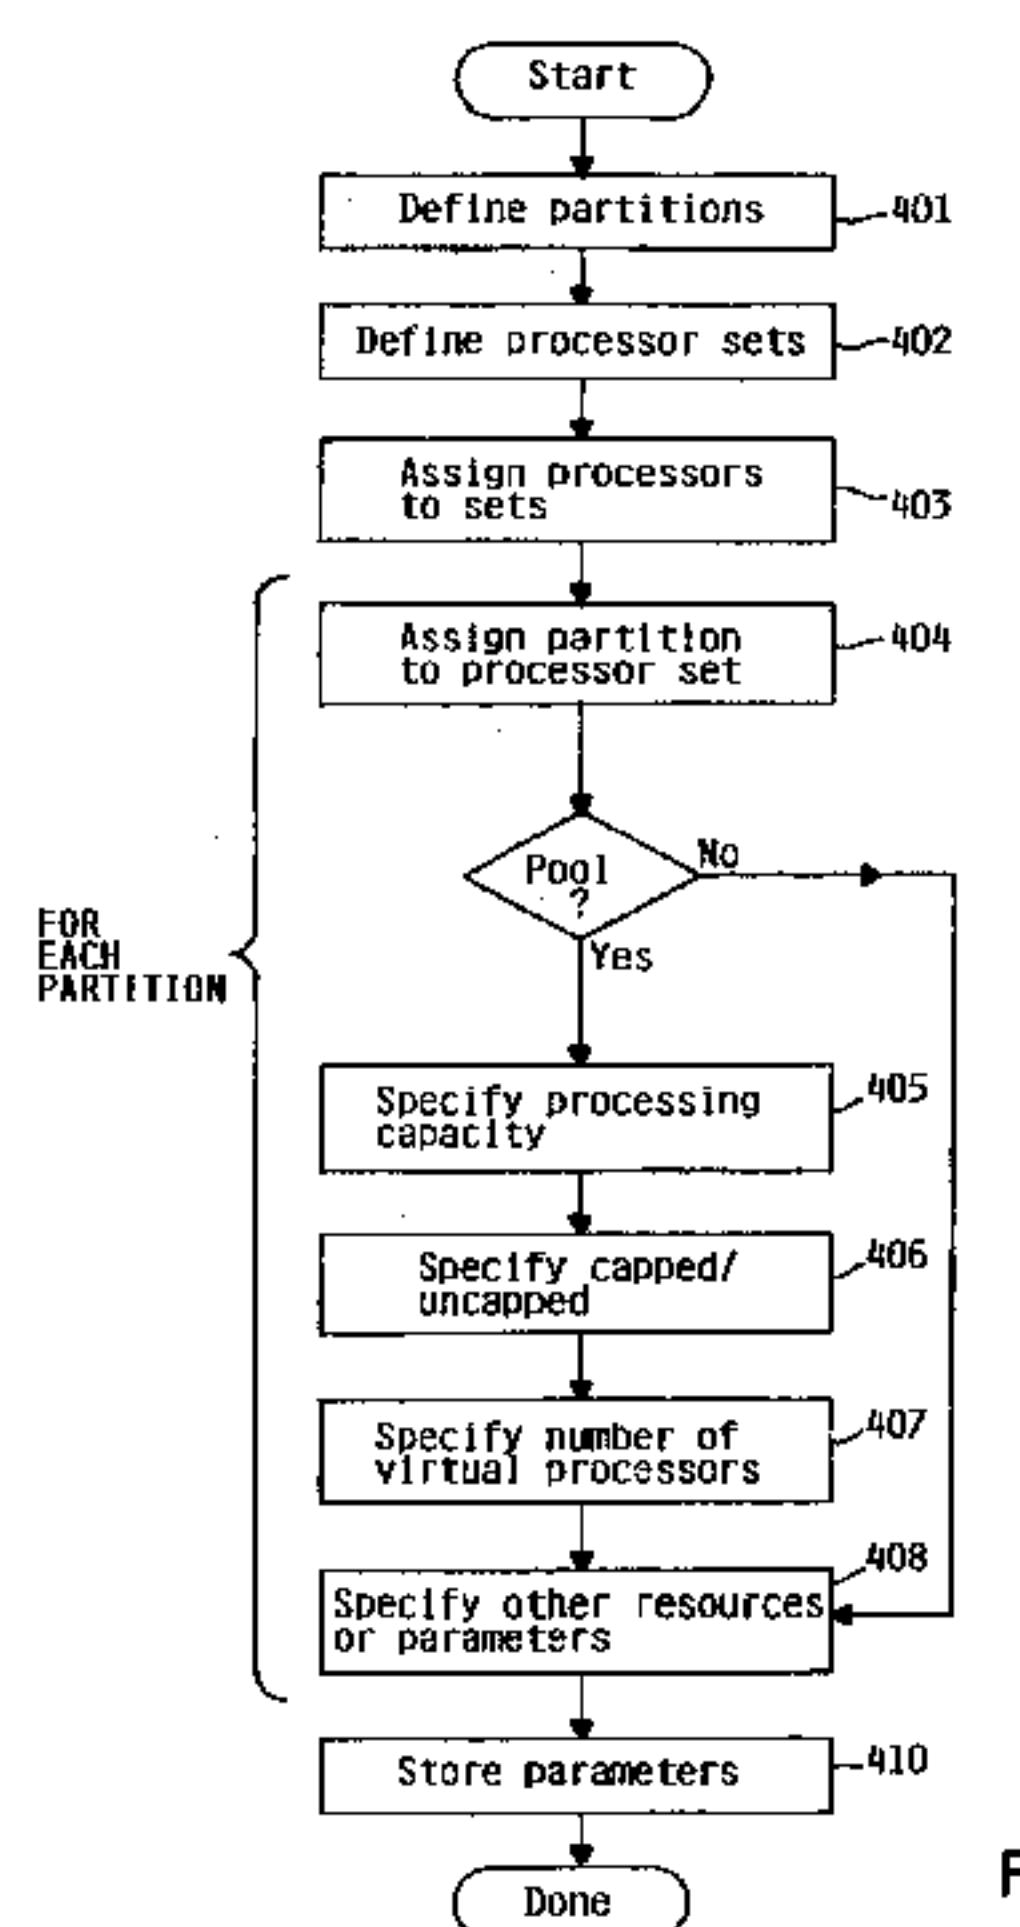 Start
Define partitions
401
Define processor sets
402
Assign processors
to sets
403
Assign partition
to processor set
404
Pool
?
No
Yes
FOR
EACH
PARTITION
Specify processing
capacity
405
Specify capped/
uncapped
406
Specify number of
virtual processors
407
Specify other resources
or parameters
408
Store parameters
410
Done